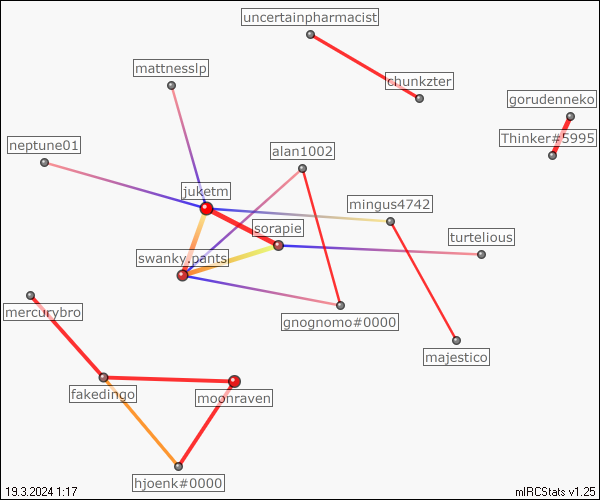 uncertainpharmacist
mattnesslp
chunkzter
gorudenneko
Thinker#5995
neptune01
alan1002
juketm
mingus4742
sorapie
turtelious
swanky.pants
mercurybro
gnognomo#0000
majestico
fakedingo
moonraven
hjoenk#0000
19.3.2024 1:17
mIRCStats v1.25